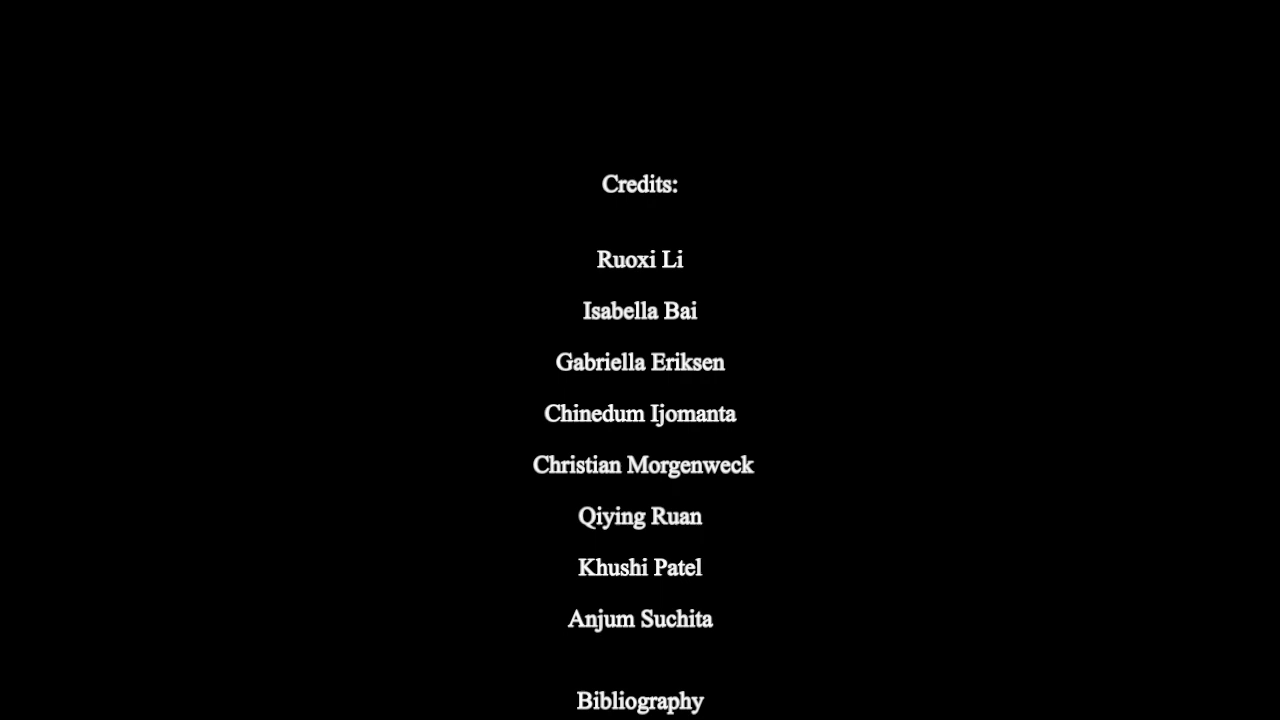 Credits:
Ruoxi Li
Isabella Bai
Gabriella Eriksen
Chinedum Ijomanta
Christian Morgenweck
Qiying Ruan
Khushi Patel
Anjum Suchita
Bibliography